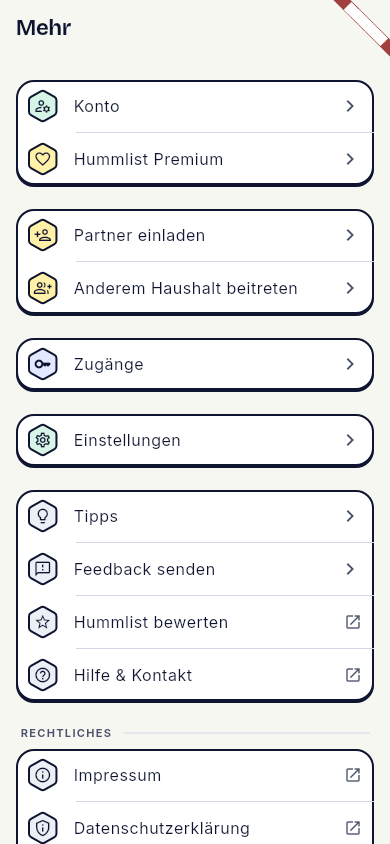 Mehr
Konto
Hummlist Premium
Partner einladen
Anderem Haushalt beitreten
Zugänge
Einstellungen
Tipps
Feedback senden
Hummlist bewerten
Hilfe & Kontakt
RECHTLICHES
Impressum
Datenschutzerklärung